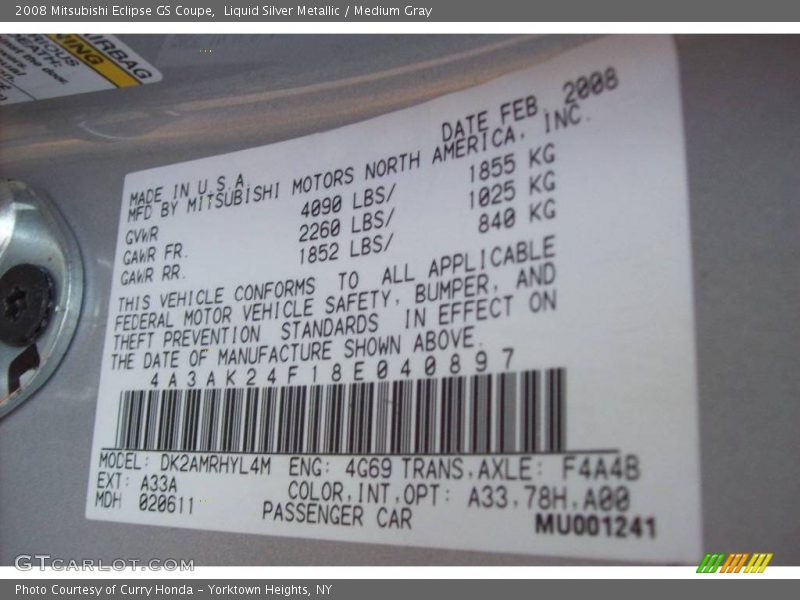 2008 Mitsubishi Eclipse GS Coupe,  Liquid Silver Metallic / Medium Gray
WARNING
AIRBAG
DATE FEB 2008
MADE IN U.S.A.
MFD BY MITSUBISHI MOTORS NORTH AMERICA, INC.
GVWR 4090 LBS/ 1855 KG
GAWR FR. 2260 LBS/ 1025 KG
GAWR RR. 1852 LBS/ 840 KG
THIS VEHICLE CONFORMS TO ALL APPLICABLE
FEDERAL MOTOR VEHICLE SAFETY, BUMPER, AND
THEFT PREVENTION STANDARDS IN EFFECT ON
THE DATE OF MANUFACTURE SHOWN ABOVE.
4A3AK24F18E040897
MODEL: DK2AMRHYL4M ENG: 4G69 TRANS,AXLE: F4A4B
EXT: A33A COLOR,INT,OPT: A33,78H,A00
MDH 020611 PASSENGER CAR MU001241
GTCARLOT.COM
Photo Courtesy of Curry Honda – Yorktown Heights, NY